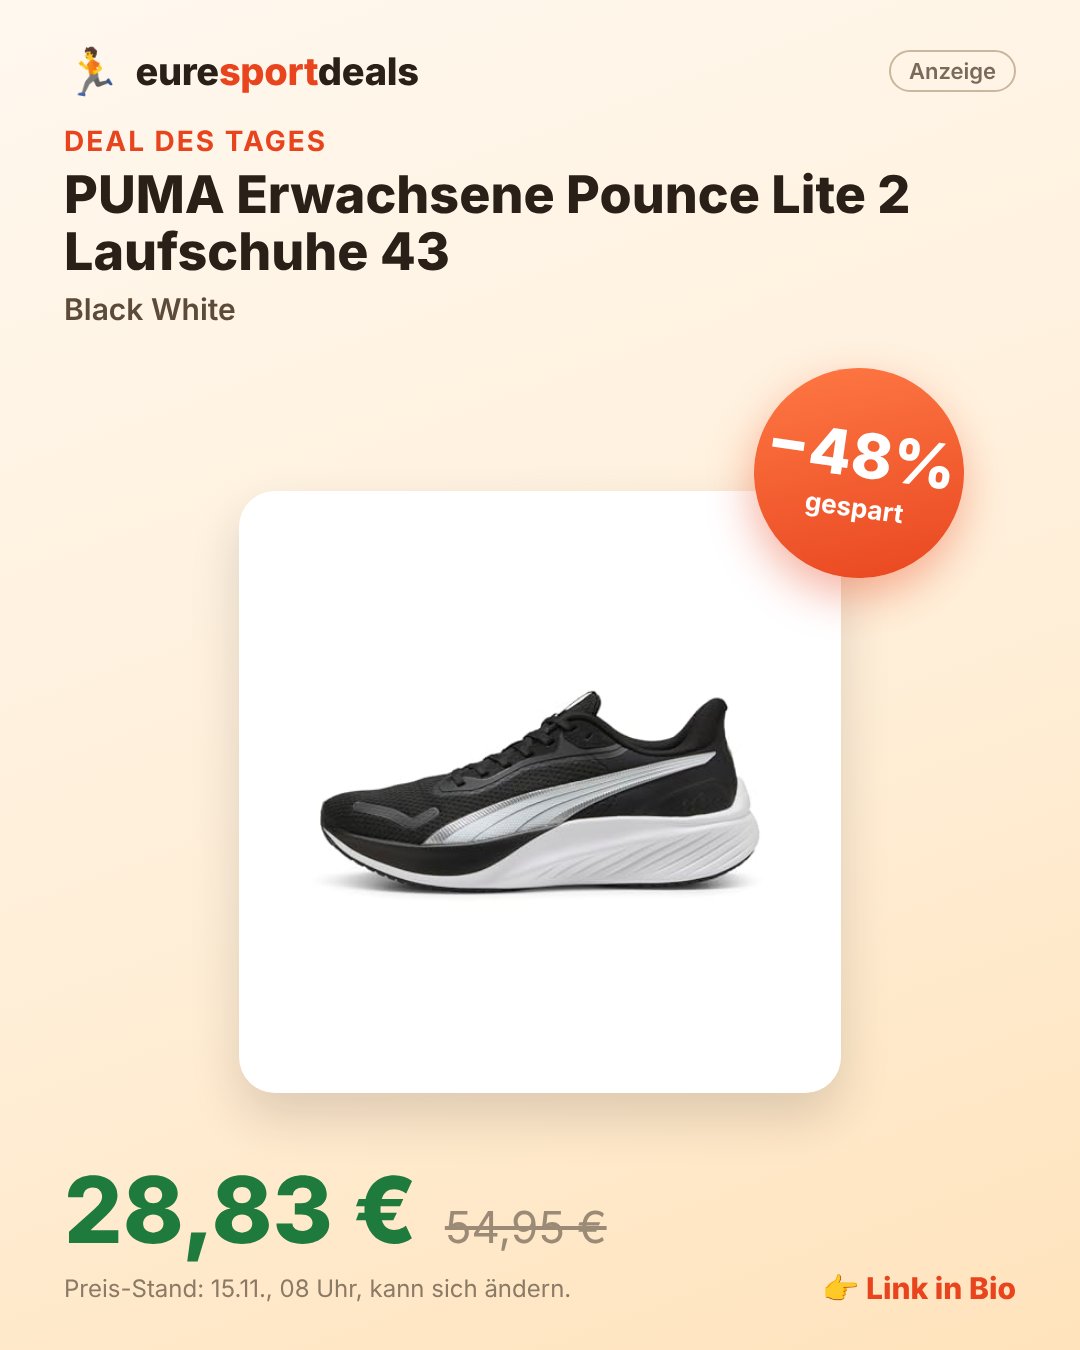 euresportdeals
Anzeige
DEAL DES TAGES
PUMA Erwachsene Pounce Lite 2
Laufschuhe 43
Black White
−48%
gespart
28,83 € 54,95 €
Preis-Stand: 15.11., 08 Uhr, kann sich ändern.
👉 Link in Bio